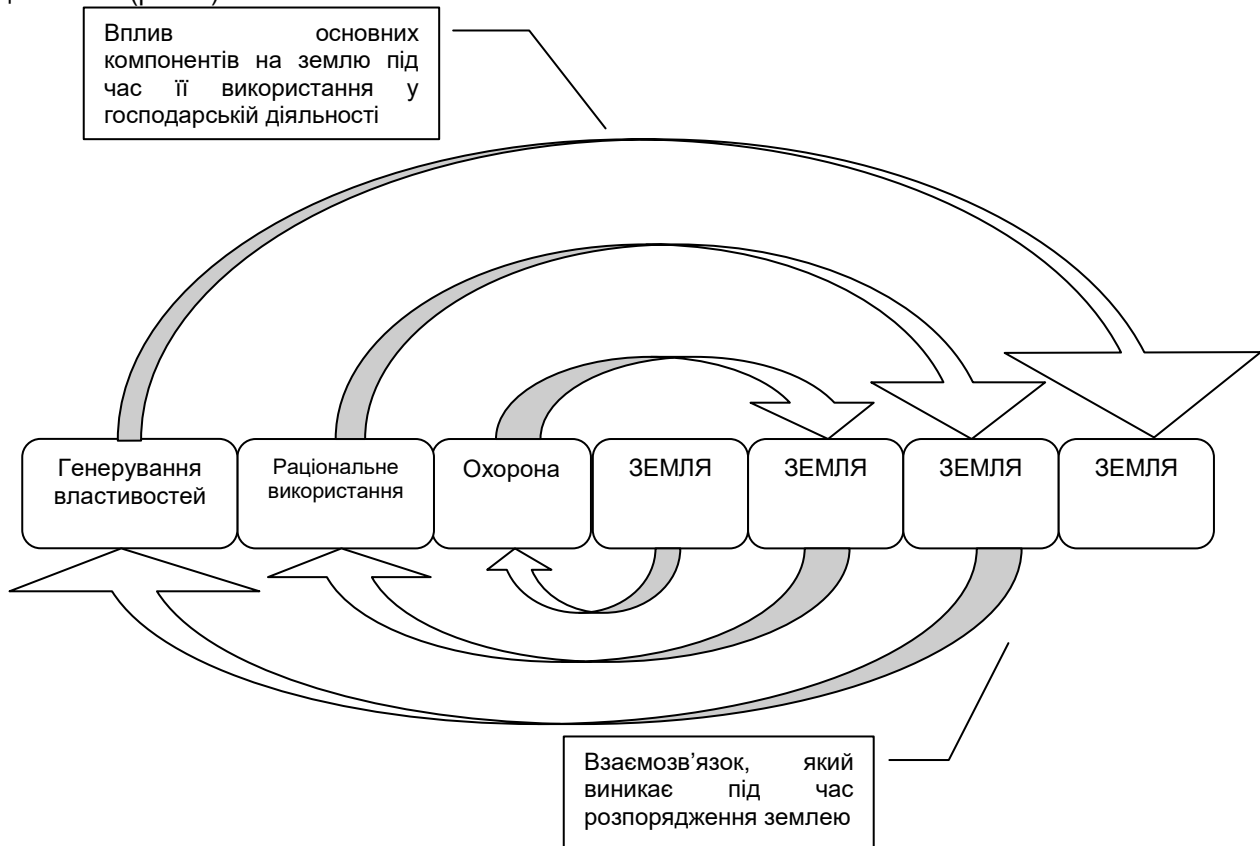 Вплив основних
компонентів на землю під
час її використання у
господарській діяльності
Генерування
властивостей
Раціональне
використання
Охорона
ЗЕМЛЯ
ЗЕМЛЯ
ЗЕМЛЯ
ЗЕМЛЯ
Взаємозв’язок, який
виникає під час
розпорядження землею